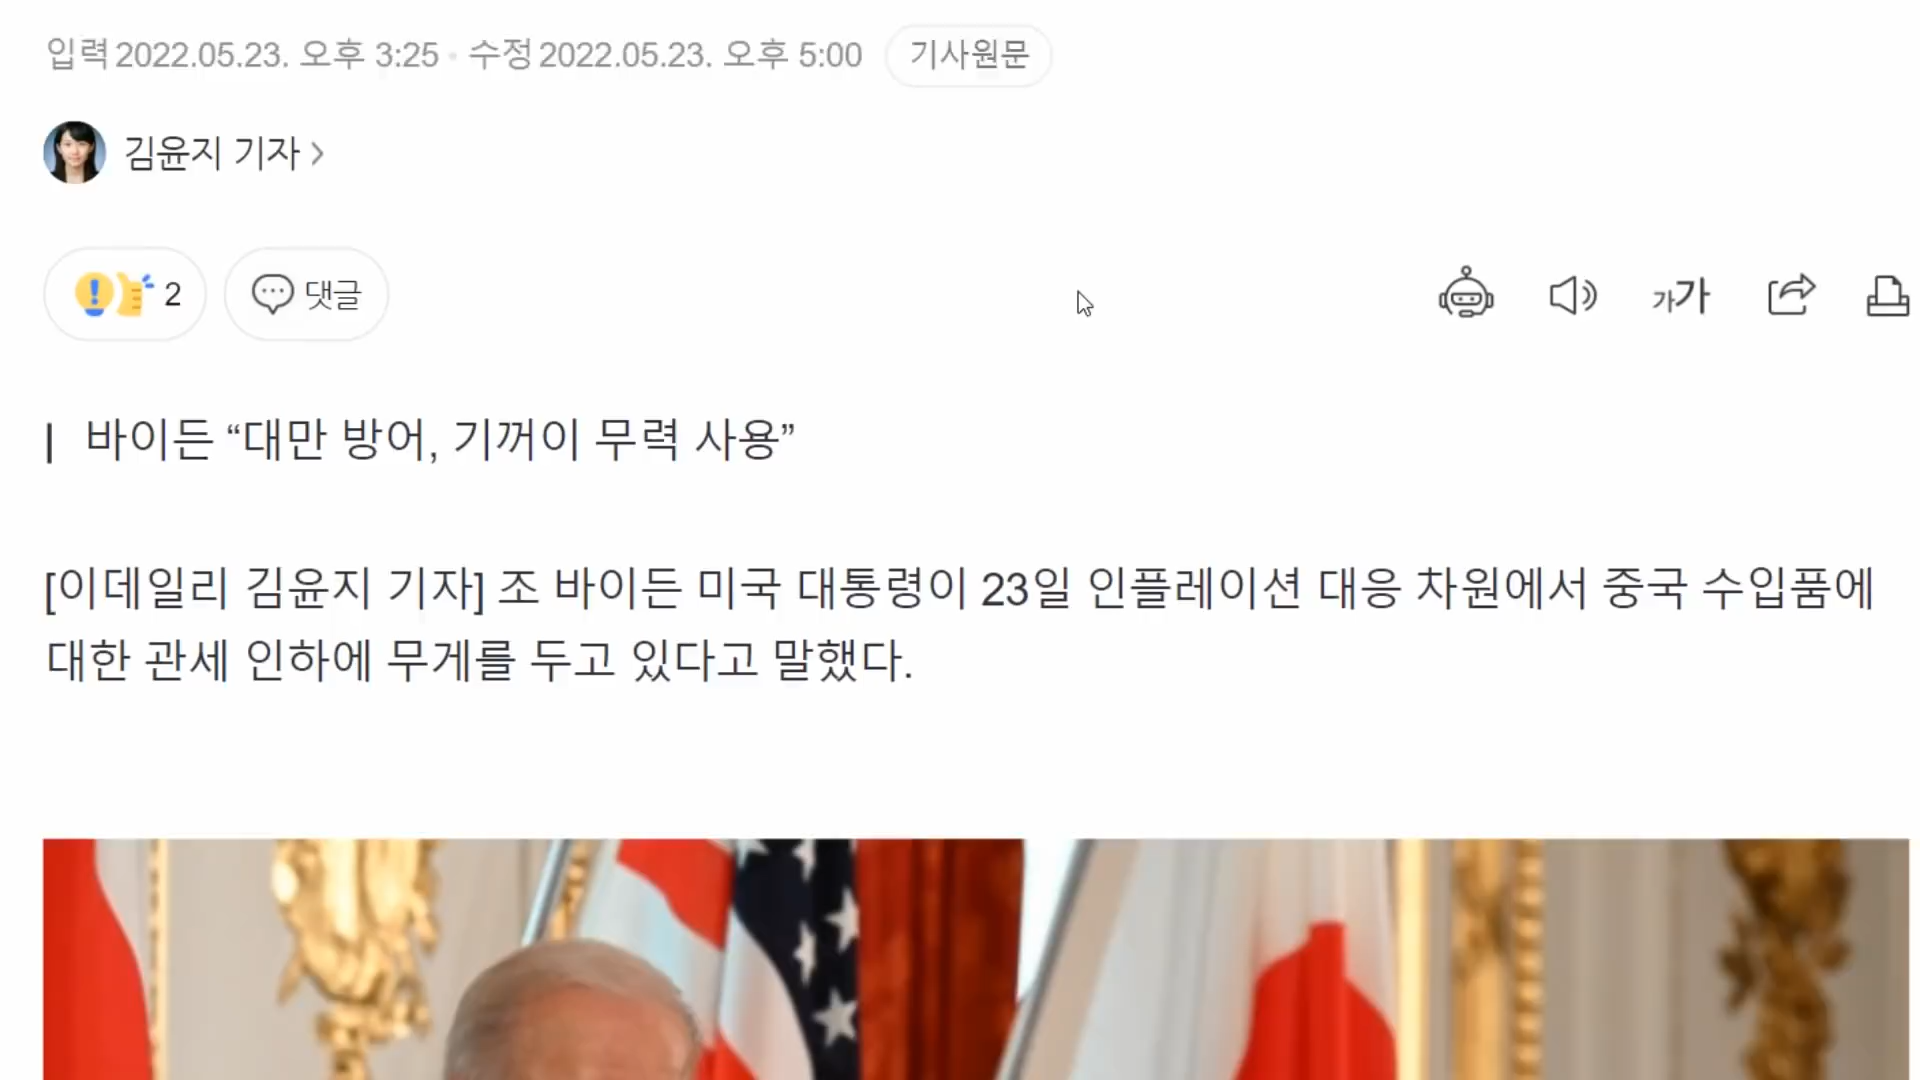 입력 2022.05.23. 오후 3:25 · 수정 2022.05.23. 오후 5:00 기사원문
김윤지 기자 >
2 댓글
가가
| 바이든 “대만 방어, 기꺼이 무력 사용”
[이데일리 김윤지 기자] 조 바이든 미국 대통령이 23일 인플레이션 대응 차원에서 중국 수입품에
대한 관세 인하에 무게를 두고 있다고 말했다.